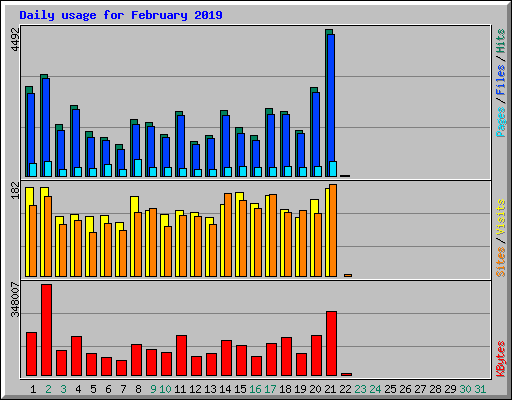 Daily usage for February 2019
4492
Pages / Files / Hits
182
Sites / Visits
348007
KBytes
1 2 3 4 5 6 7 8 9 10 11 12 13 14 15 16 17 18 19 20 21 22 23 24 25 26 27 28 29 30 31